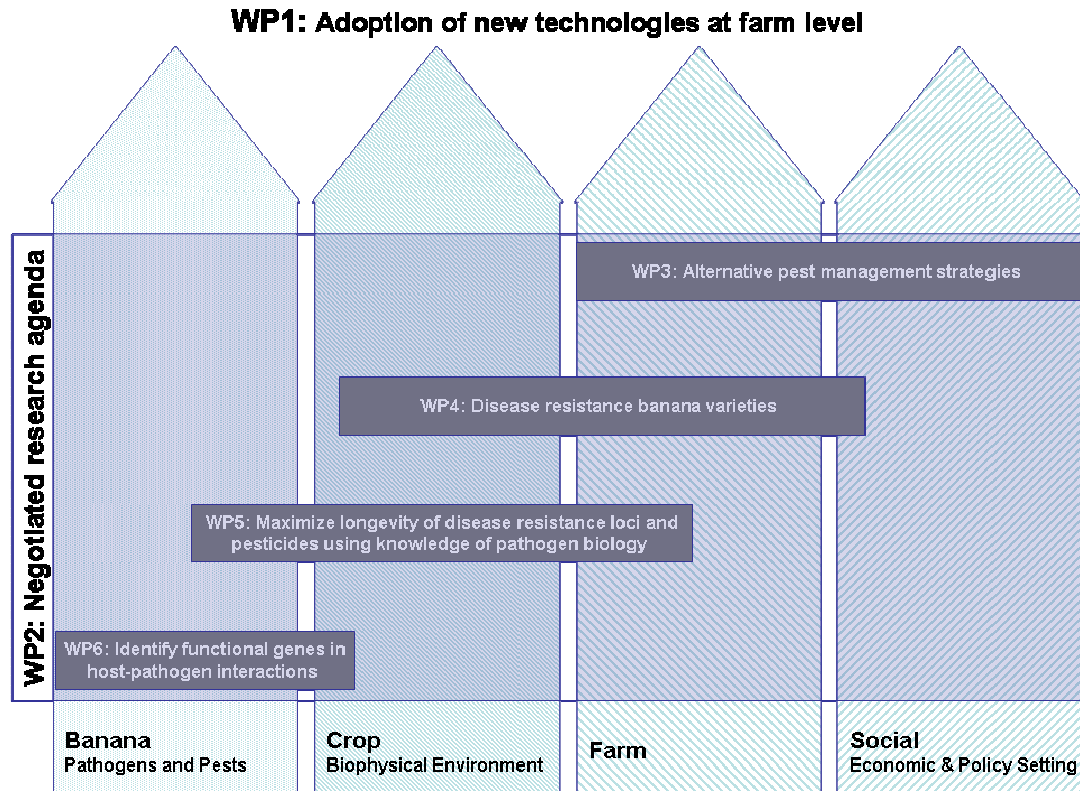 WP1: Adoption of new technologies at farm level
WP2: Negotiated research agenda
WP3: Alternative pest management strategies
WP4: Disease resistance banana varieties
WP5: Maximize longevity of disease resistance loci and
pesticides using knowledge of pathogen biology
WP6: Identify functional genes in
host-pathogen interactions
Banana
Pathogens and Pests
Crop
Biophysical Environment
Farm
Social
Economic & Policy Setting